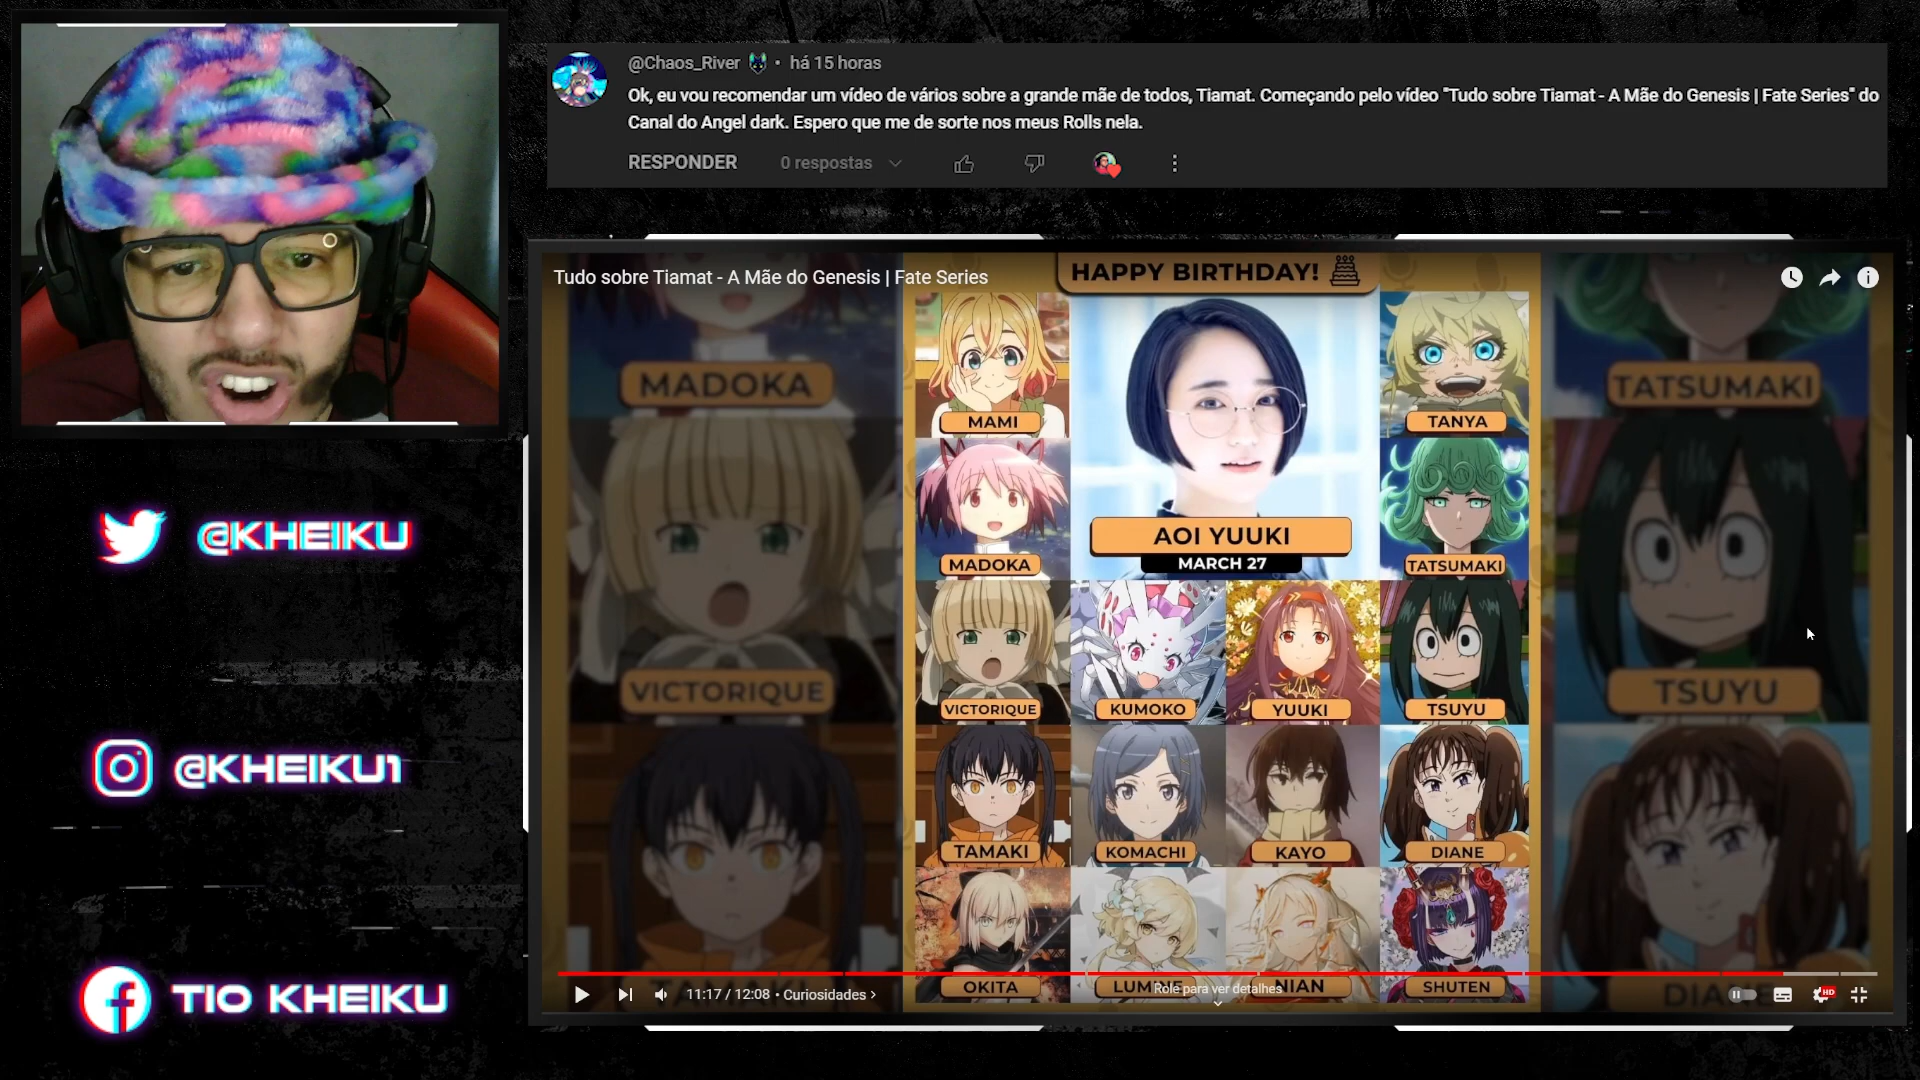 @Chaos_River • há 15 horas
Ok, eu vou recomendar um vídeo de vários sobre a grande mãe de todos, Tiamat. Começando pelo vídeo "Tudo sobre Tiamat - A Mãe do Genesis | Fate Series" do
Canal do Angel dark. Espero que me de sorte nos meus Rolls nela.
RESPONDER 0 respostas
Tudo sobre Tiamat - A Mãe do Genesis | Fate Series
HAPPY BIRTHDAY!
MADOKA
TATSUMAKI
MAMI
TANYA
@KHEIKU
AOI YUUKI
MARCH 27
MADOKA
TATSUMAKI
VICTORIQUE
TSUYU
VICTORIQUE
KUMOKO
YUUKI
TSUYU
@KHEIKU1
TAMAKI
KOMACHI
KAYO
DIANE
TIO KHEIKU
OKITA
Role para ver detalhes
SHUTEN
11:17 / 12:08 • Curiosidades >
HD